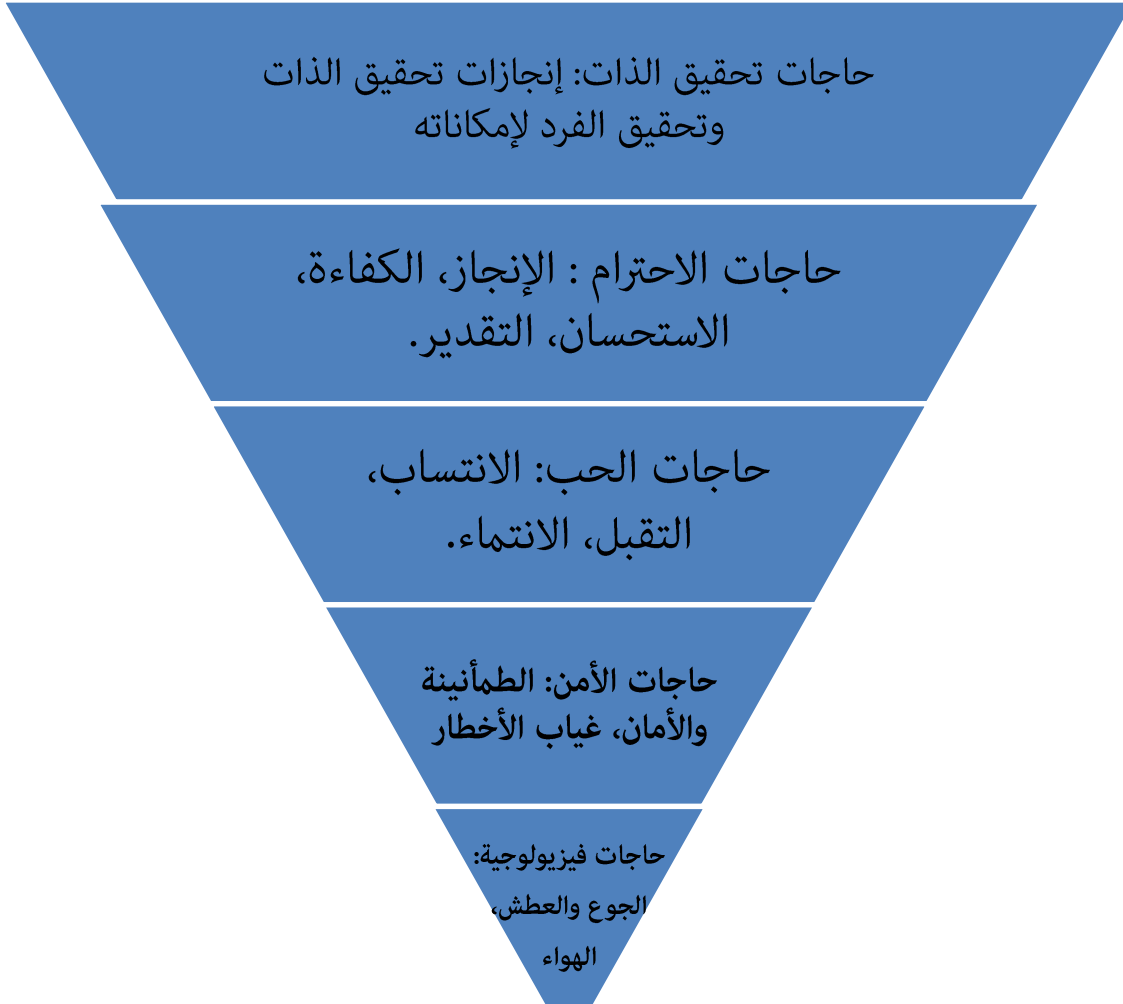 حاجات تحقيق الذات: إنجازات تحقيق الذات
وتحقيق الفرد لإمكاناته
حاجات الاحترام : الإنجاز، الكفاءة،
الاستحسان، التقدير.
حاجات الحب: الانتساب،
التقبل، الانتماء.
حاجات الأمن: الطمأنينة
والأمان، غياب الأخطار
حاجات فيزيولوجية:
الجوع والعطش،
الهواء